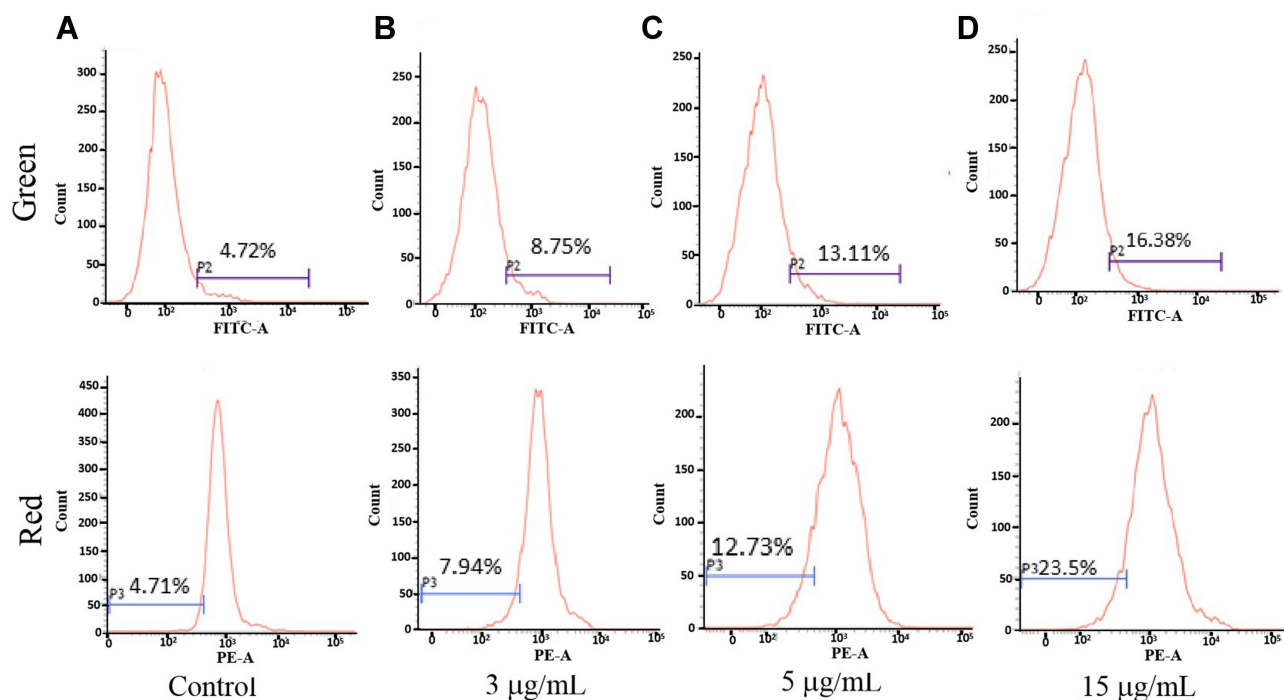 A
B
C
D
Green
Count
300
250
200
150
100
50
0
P2
4.72%
0
10²
10³
10⁴
10⁵
FITC-A
Count
250
200
150
100
50
0
P2
8.75%
0
10²
10³
10⁴
10⁵
FITC-A
Count
250
200
150
100
50
0
P2
13.11%
0
10²
10³
10⁴
10⁵
FITC-A
Count
250
200
150
100
50
0
P2
16.38%
0
10²
10³
10⁴
10⁵
FITC-A
Red
Count
450
400
350
300
250
200
150
100
50
0
P3
4.71%
0
10²
10³
10⁴
10⁵
PE-A
Control
Count
350
300
250
200
150
100
50
0
P3
7.94%
0
10²
10³
10⁴
10⁵
PE-A
3 μg/mL
Count
200
150
100
50
0
P3
12.73%
0
10²
10³
10⁴
10⁵
PE-A
5 μg/mL
Count
200
150
100
50
0
P3
23.5%
0
10²
10³
10⁴
10⁵
PE-A
15 μg/mL